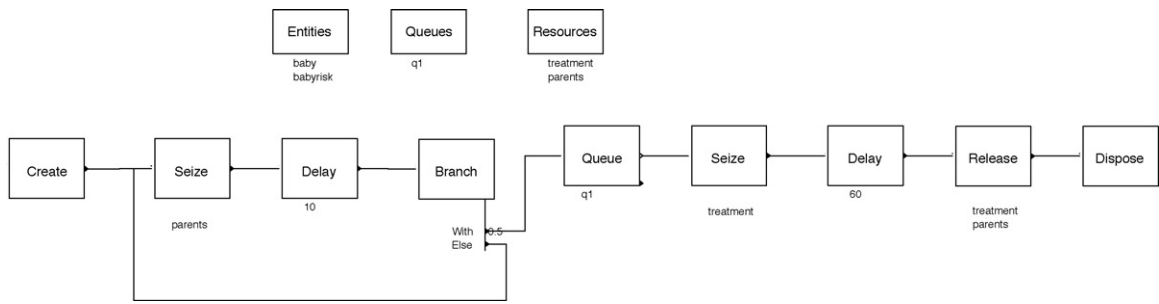 Entities
Queues
Resources
baby
babyrisk
q1
treatment
parents
Create
Seize
Delay
Branch
Queue
Seize
Delay
Release
Dispose
parents
10
q1
treatment
60
treatment
parents
With 0.5
Else